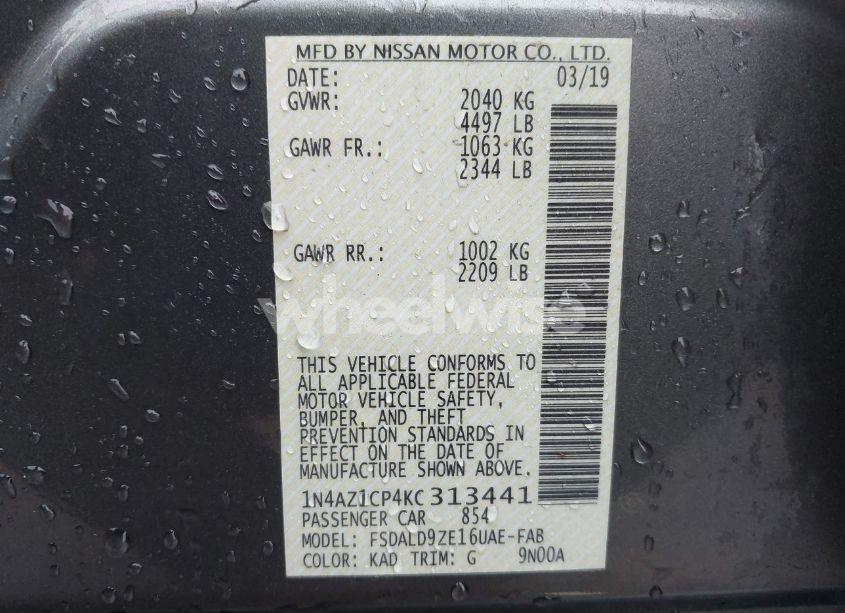 MFD BY NISSAN MOTOR CO., LTD.
DATE: 03/19
GVWR: 2040 KG
4497 LB
GAWR FR.: 1063 KG
2344 LB
GAWR RR.: 1002 KG
2209 LB
wheelwise
THIS VEHICLE CONFORMS TO
ALL APPLICABLE FEDERAL
MOTOR VEHICLE SAFETY,
BUMPER, AND THEFT
PREVENTION STANDARDS IN
EFFECT ON THE DATE OF
MANUFACTURE SHOWN ABOVE.
1N4AZ1CP4KC313441
PASSENGER CAR 854
MODEL: FSDALD9ZE16UAE-FAB
COLOR: KAD TRIM: G 9N00A